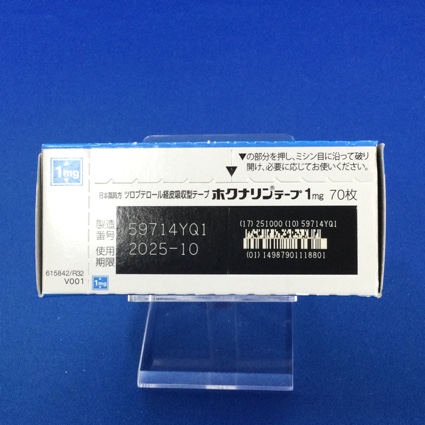 1mg
▼の部分を押し、ミシン目に沿って破り
開け、必要に応じてお使いください。
日本薬局方 ツロブテロール経皮吸収型テープ ホクナリン®テープ1mg 70枚
製造番号 59714YQ1
使用期限 2025-10
(17) 251000 (10) 59714YQ1
(01) 14987901118801
615842/R32
V001
1mg